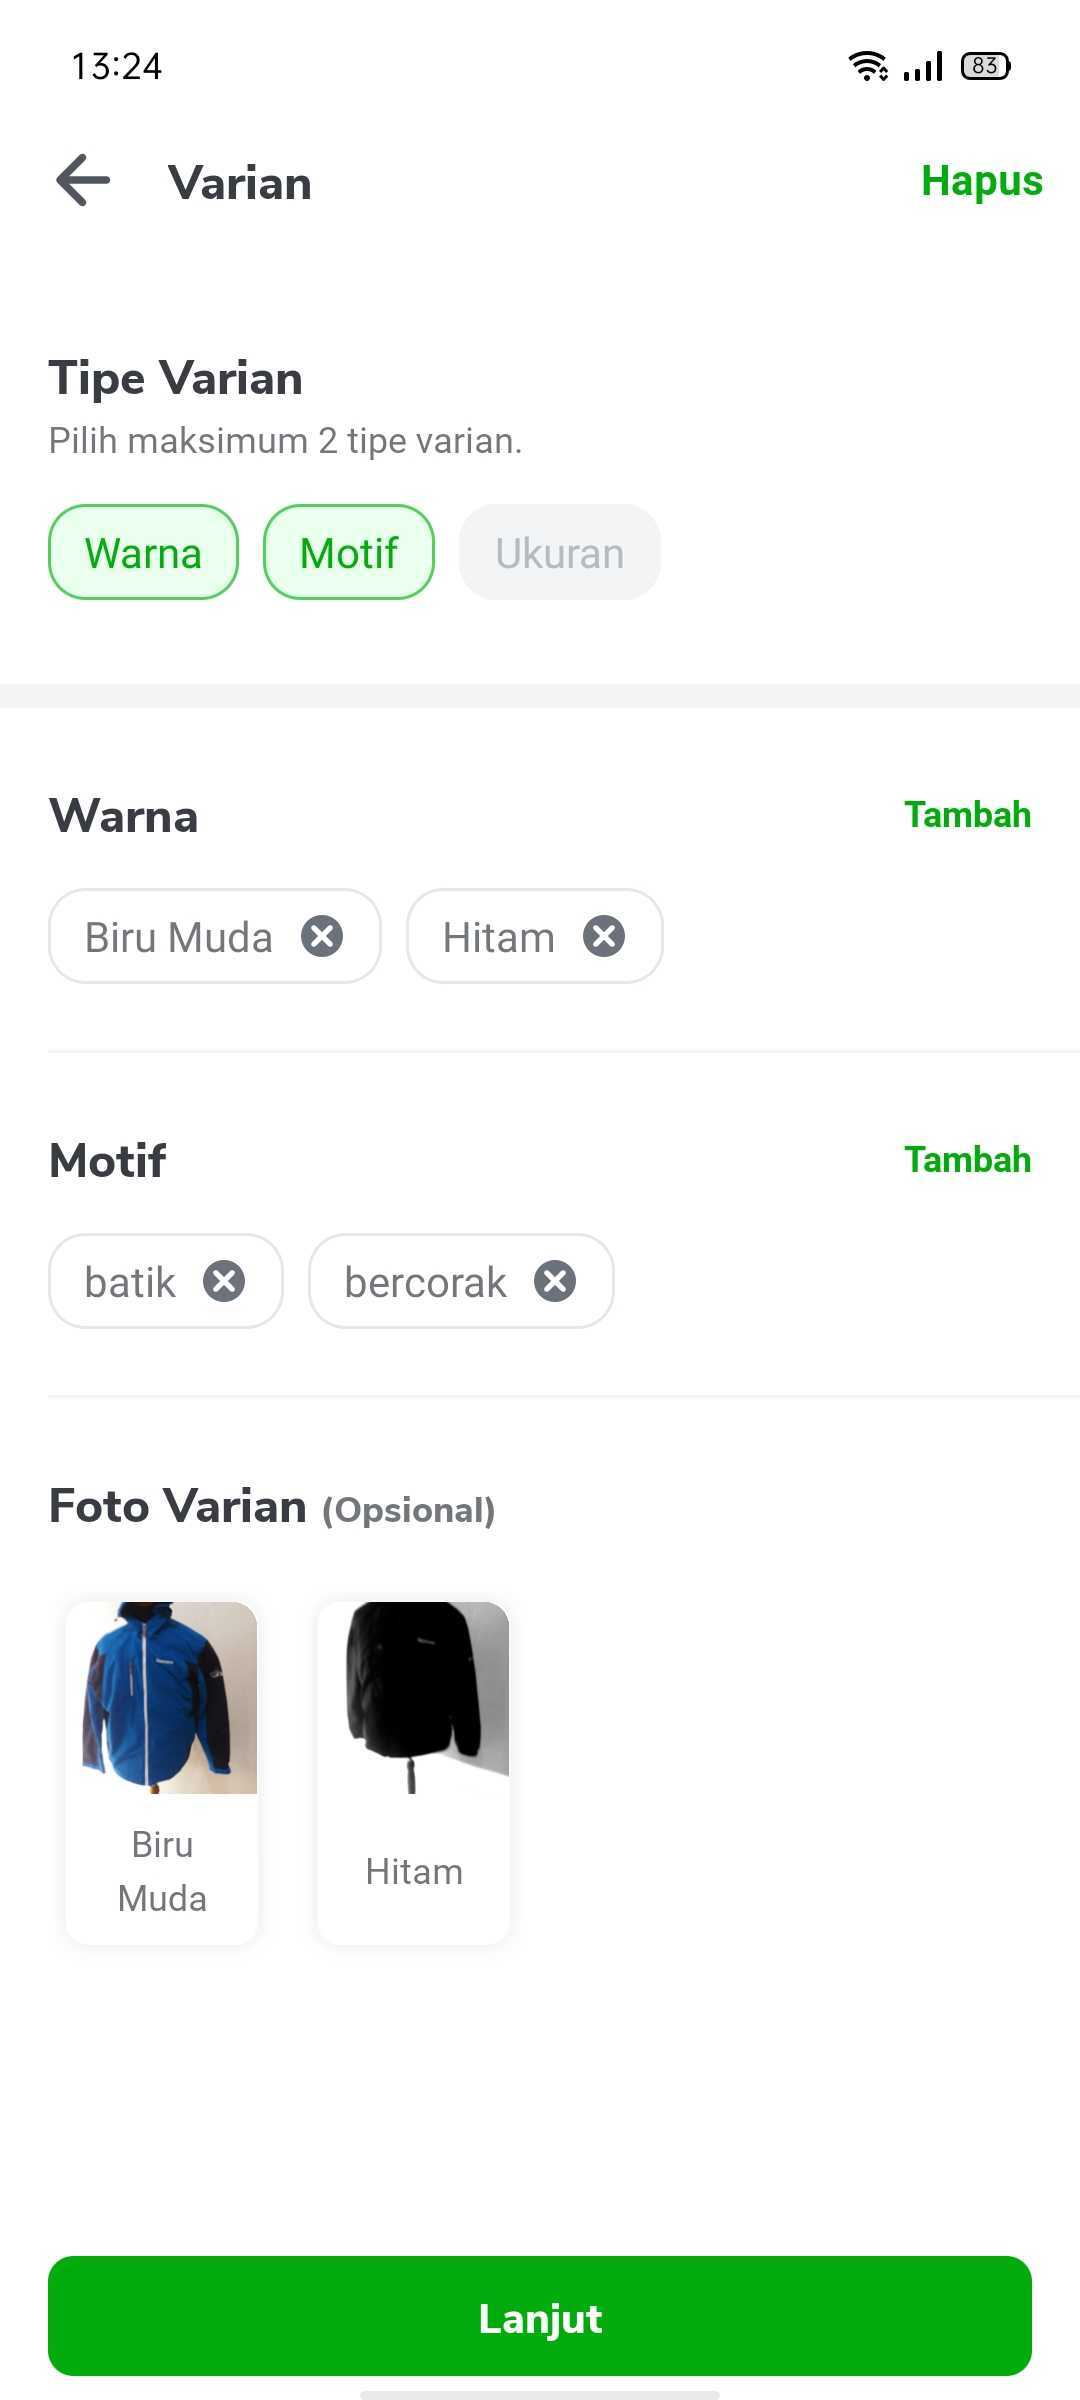 13:24
83
Varian
Hapus
Tipe Varian
Pilih maksimum 2 tipe varian.
Warna
Motif
Ukuran
Warna
Tambah
Biru Muda
Hitam
Motif
Tambah
batik
bercorak
Foto Varian (Opsional)
Biru
Muda
Hitam
Lanjut